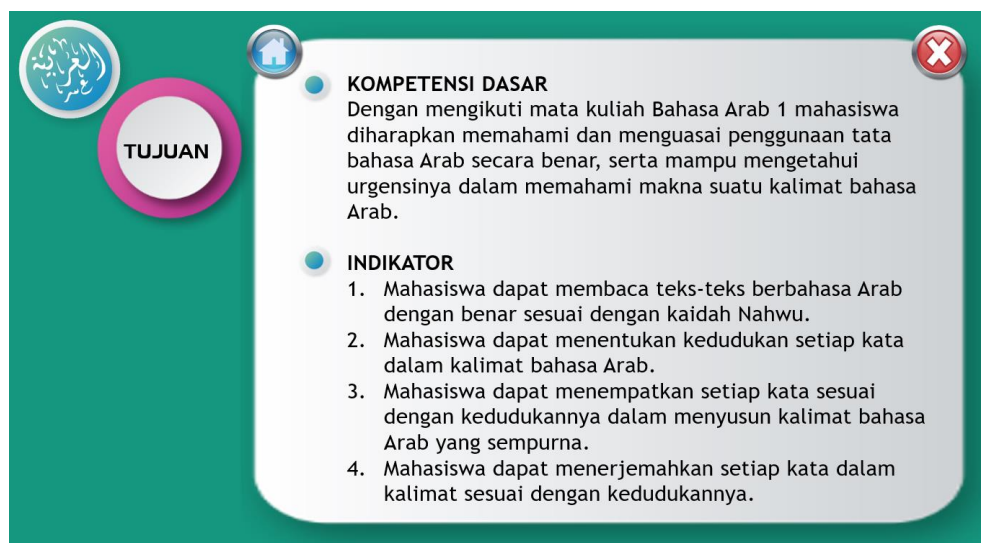 العربية
TUJUAN
KOMPETENSI DASAR
Dengan mengikuti mata kuliah Bahasa Arab 1 mahasiswa
diharapkan memahami dan menguasai penggunaan tata
bahasa Arab secara benar, serta mampu mengetahui
urgensinya dalam memahami makna suatu kalimat bahasa
Arab.
INDIKATOR
1. Mahasiswa dapat membaca teks-teks berbahasa Arab
dengan benar sesuai dengan kaidah Nahwu.
2. Mahasiswa dapat menentukan kedudukan setiap kata
dalam kalimat bahasa Arab.
3. Mahasiswa dapat menempatkan setiap kata sesuai
dengan kedudukannya dalam menyusun kalimat bahasa
Arab yang sempurna.
4. Mahasiswa dapat menerjemahkan setiap kata dalam
kalimat sesuai dengan kedudukannya.